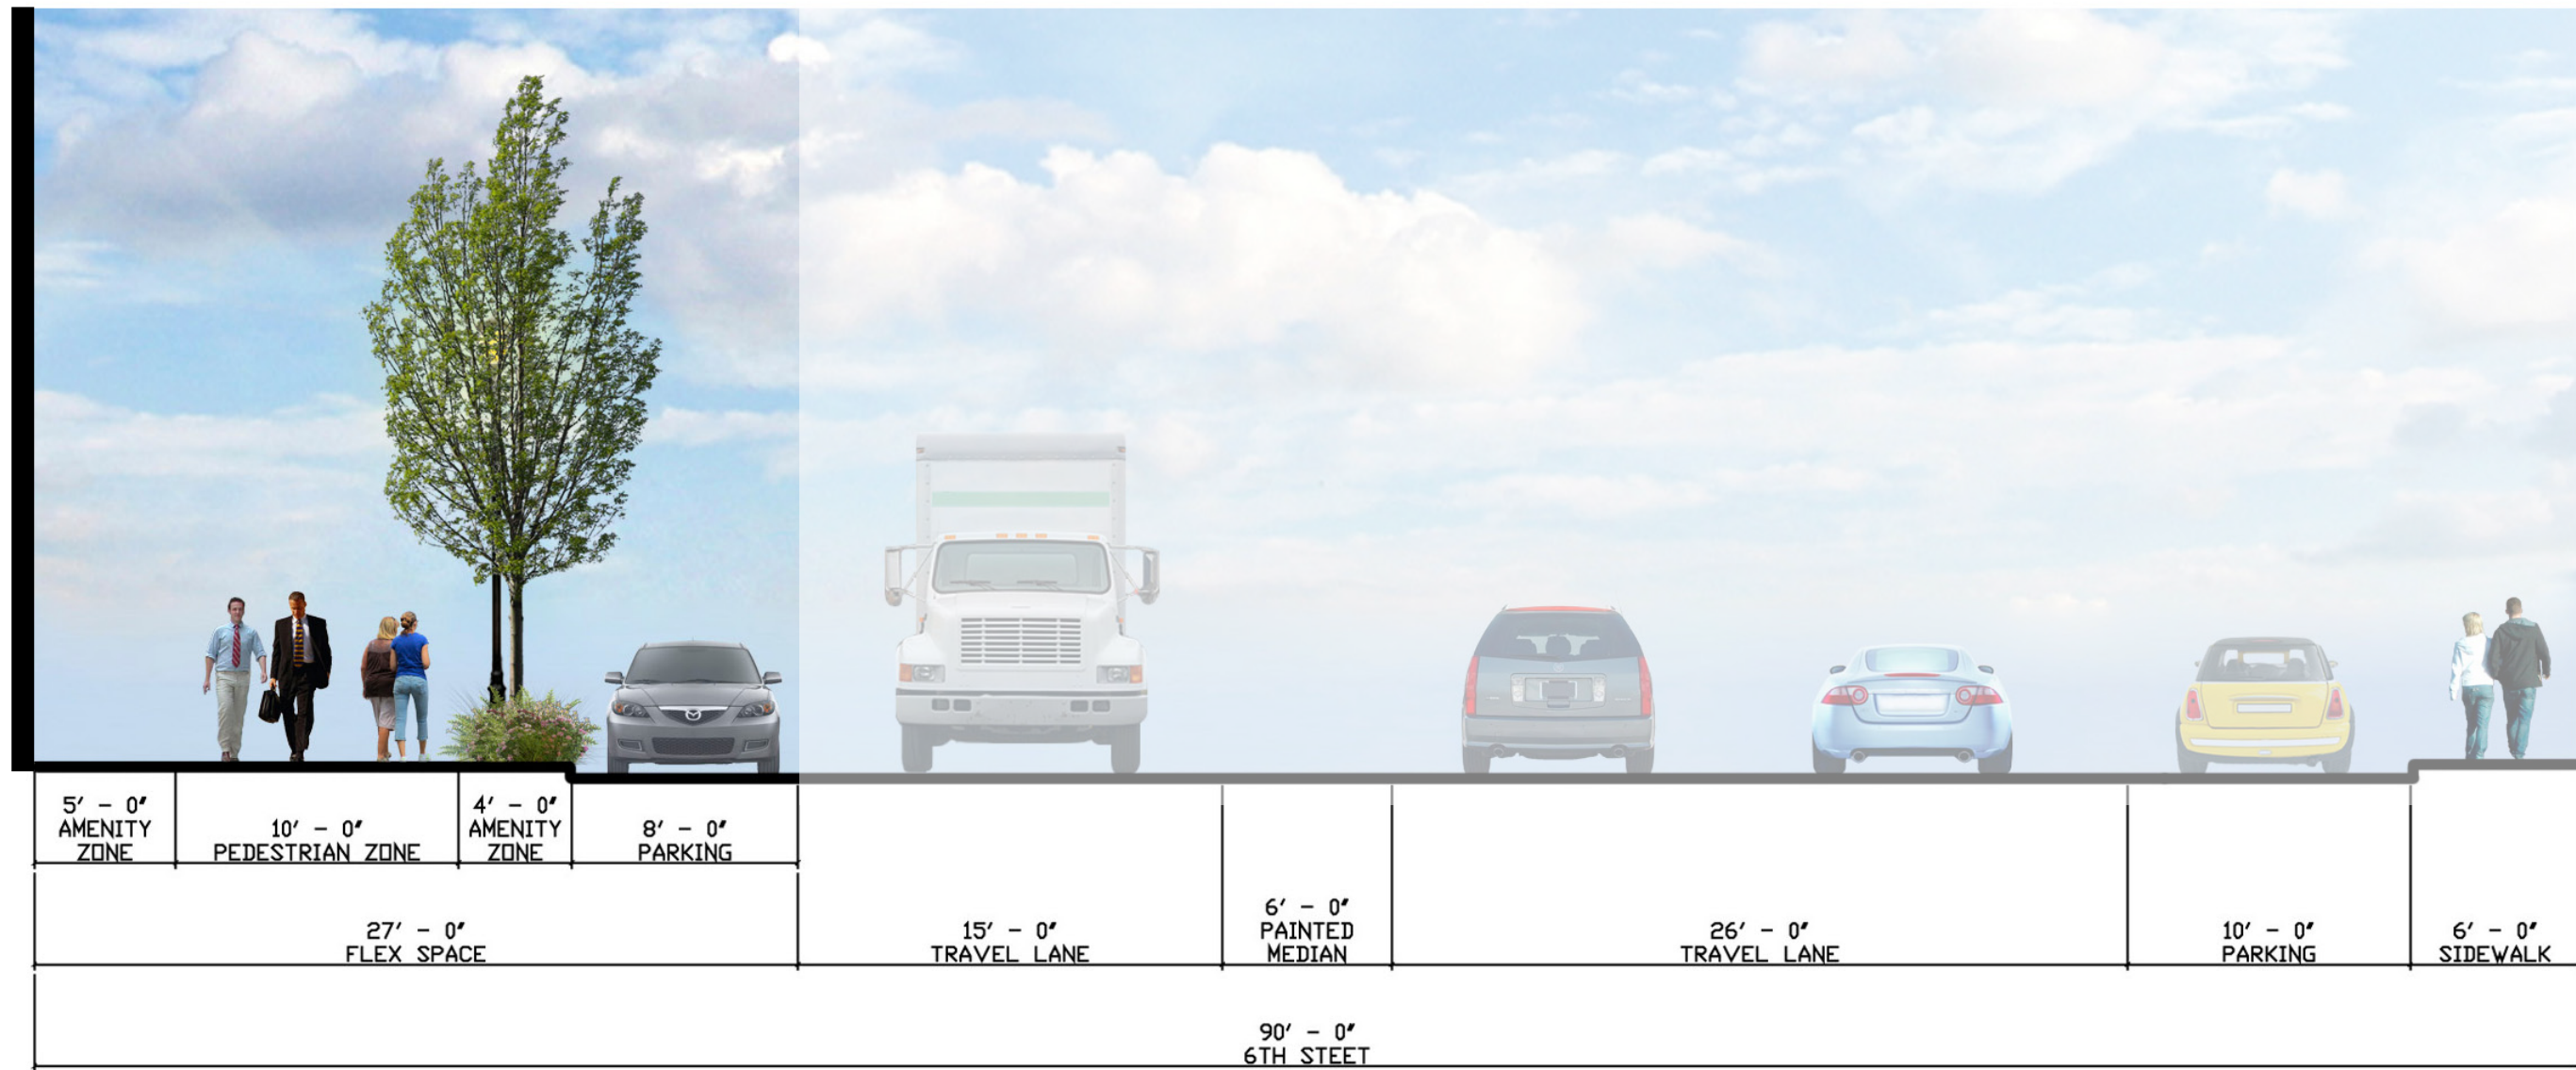 5' - 0"
AMENITY
ZONE
10' - 0"
PEDESTRIAN ZONE
4' - 0"
AMENITY
ZONE
8' - 0"
PARKING
27' - 0"
FLEX SPACE
15' - 0"
TRAVEL LANE
6' - 0"
PAINTED
MEDIAN
26' - 0"
TRAVEL LANE
10' - 0"
PARKING
6' - 0"
SIDEWALK
90' - 0"
6TH STEET